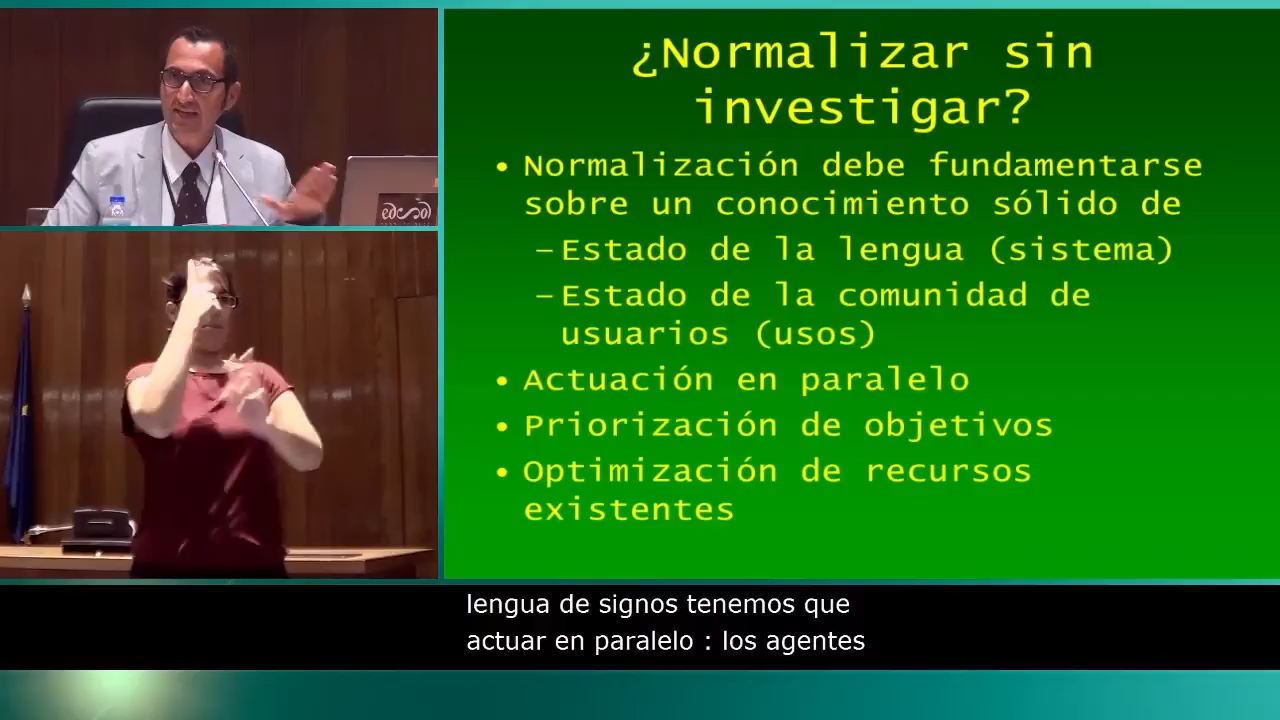 ¿Normalizar sin
investigar?
• Normalización debe fundamentarse
sobre un conocimiento sólido de
– Estado de la lengua (sistema)
– Estado de la comunidad de
usuarios (usos)
• Actuación en paralelo
• Priorización de objetivos
• Optimización de recursos
existentes
lengua de signos tenemos que
actuar en paralelo : los agentes